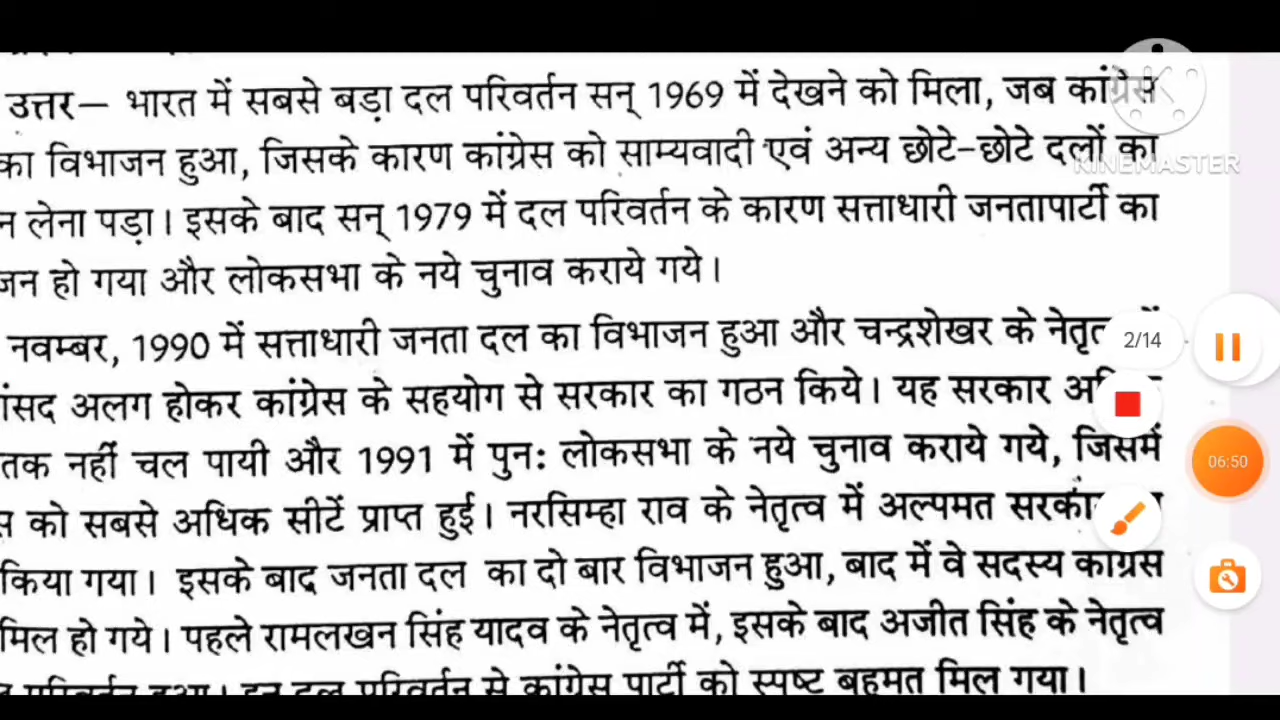 उत्तर— भारत में सबसे बड़ा दल परिवर्तन सन् 1969 में देखने को मिला, जब कांग्रेस
का विभाजन हुआ, जिसके कारण कांग्रेस को साम्यवादी एवं अन्य छोटे-छोटे दलों का
KINEMASTER
न लेना पड़ा। इसके बाद सन् 1979 में दल परिवर्तन के कारण सत्ताधारी जनतापार्टी का
जन हो गया और लोकसभा के नये चुनाव कराये गये।
नवम्बर, 1990 में सत्ताधारी जनता दल का विभाजन हुआ और चन्द्रशेखर के
2/14
अलग होकर कांग्रेस के सहयोग से सरकार का गठन किये। यह सरकार
तक नहीं चल पायी और 1991 में पुनः लोकसभा के नये चुनाव कराये गये, जिसमें
06:50
स को सबसे अधिक सीटें प्राप्त हुई। नरसिम्हा राव के नेतृत्व में अल्पमत
किया गया। इसके बाद जनता दल का दो बार विभाजन हुआ, बाद में वे सदस्य
मिल हो गये। पहले रामलखन सिंह यादव के नेतृत्व में, इसके बाद अजीत सिंह के नेतृत्व
परिवर्तन हुआ। इन दल परिवर्तन से कांग्रेस पार्टी को स्पष्ट बहुमत मिल गया।